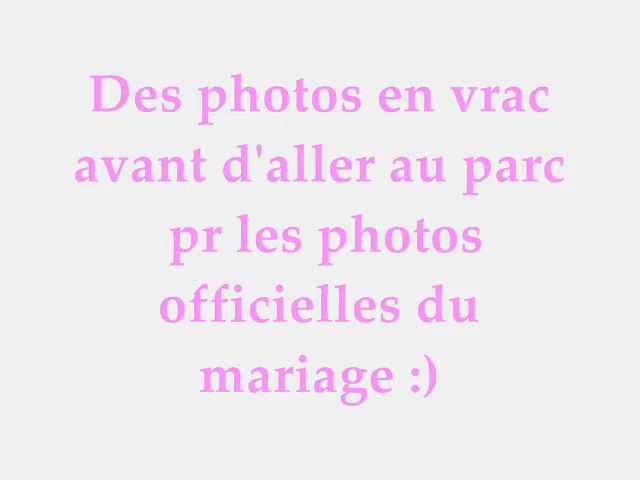 Des photos en vrac
avant d'aller au parc
pr les photos
officielles du
mariage :)